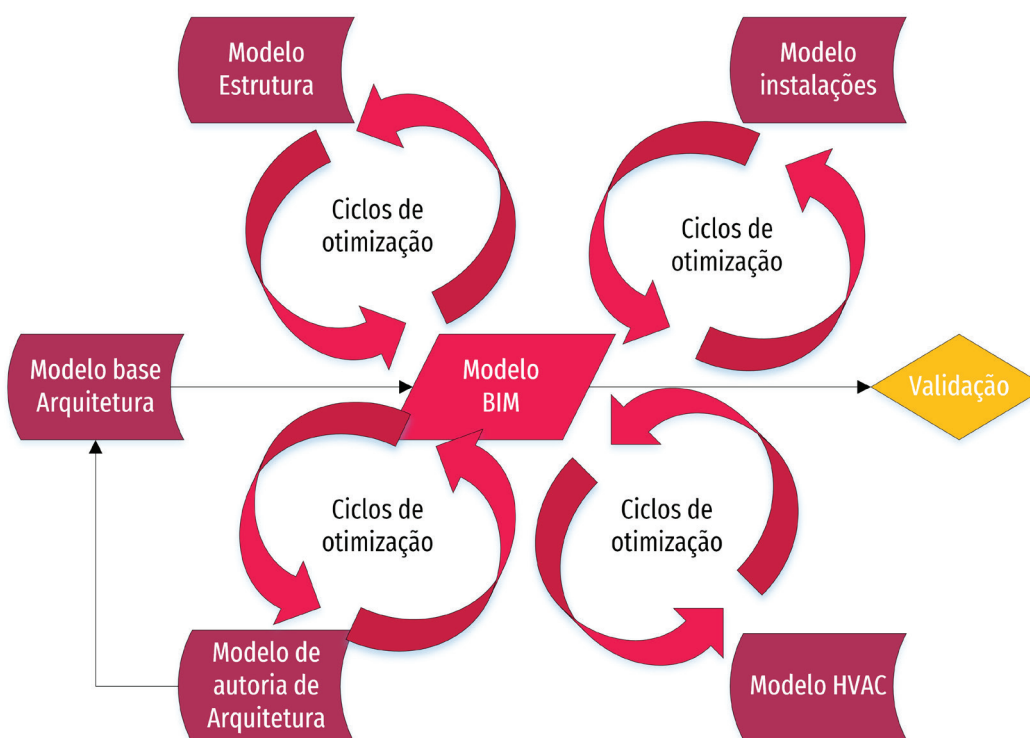 Modelo
Estrutura
Modelo
instalações
Ciclos de
otimização
Ciclos de
otimização
Modelo base
Arquitetura
Modelo
BIM
Validação
Ciclos de
otimização
Ciclos de
otimização
Modelo de
autoria de
Arquitetura
Modelo HVAC